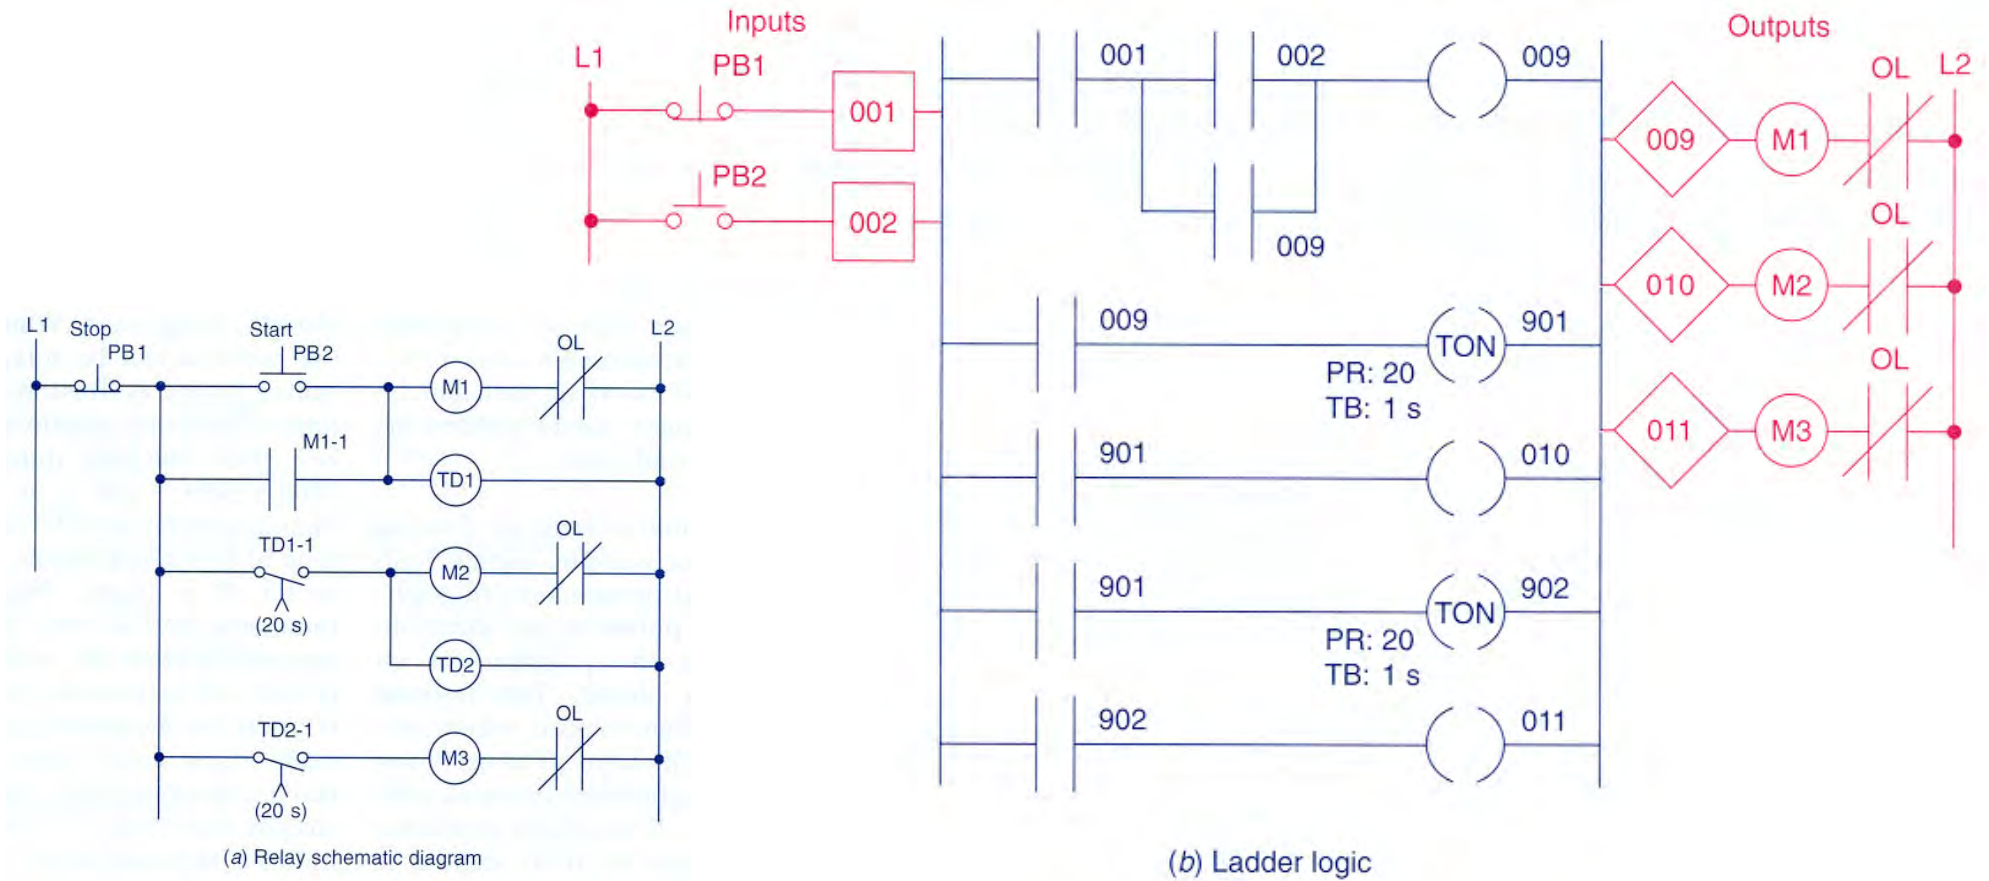 Inputs
Outputs
L1
PB1
001
PB2
002
001
002
009
009
009
901
TON
PR: 20
TB: 1 s
901
010
901
902
TON
PR: 20
TB: 1 s
902
011
OL
L2
009
M1
OL
010
M2
OL
011
M3
L1
Stop
PB1
Start
PB2
OL
L2
M1
M1-1
TD1
TD1-1
OL
M2
(20 s)
TD2
TD2-1
OL
M3
(20 s)
(a) Relay schematic diagram
(b) Ladder logic